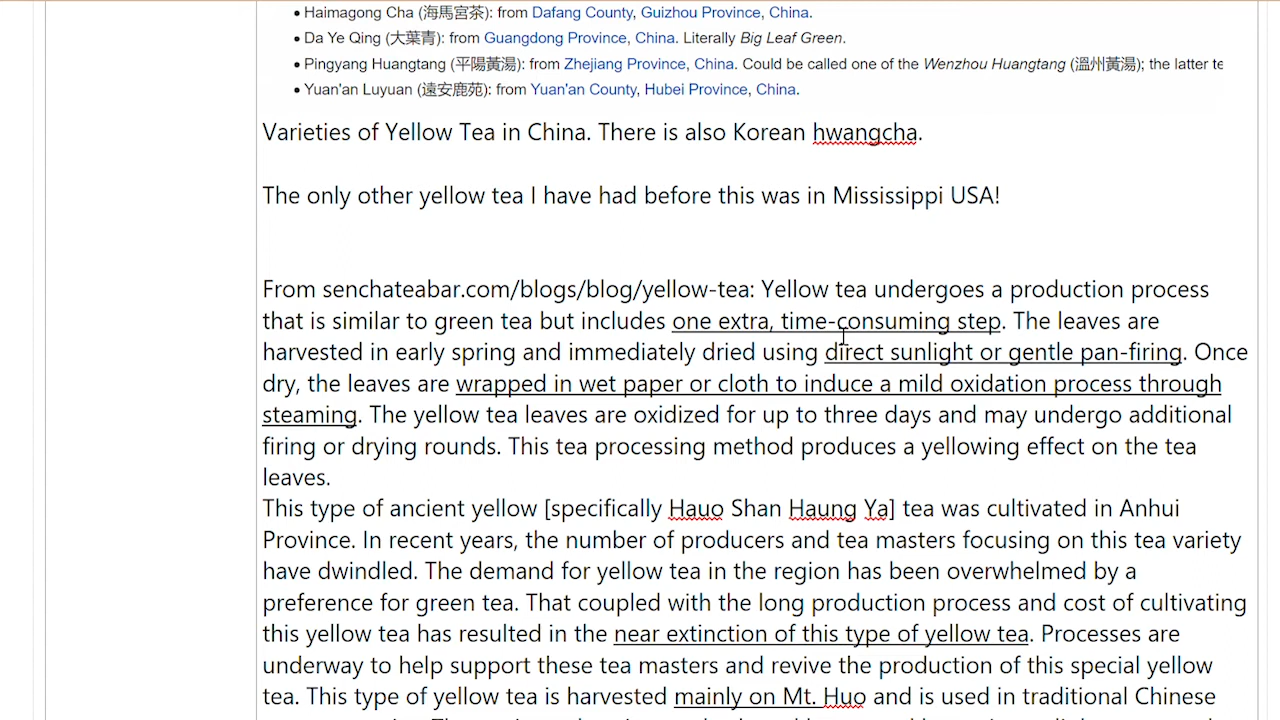 • Haimagong Cha (海馬宮茶): from Dafang County, Guizhou Province, China.
• Da Ye Qing (大葉青): from Guangdong Province, China. Literally Big Leaf Green.
• Pingyang Huangtang (平陽黃湯): from Zhejiang Province, China. Could be called one of the Wenzhou Huangtang (溫州黃湯); the latter te
• Yuan'an Luyuan (遠安鹿苑): from Yuan'an County, Hubei Province, China.
Varieties of Yellow Tea in China. There is also Korean hwangcha.
The only other yellow tea I have had before this was in Mississippi USA!
From senchateabar.com/blogs/blog/yellow-tea: Yellow tea undergoes a production process
that is similar to green tea but includes one extra, time-consuming step. The leaves are
harvested in early spring and immediately dried using direct sunlight or gentle pan-firing. Once
dry, the leaves are wrapped in wet paper or cloth to induce a mild oxidation process through
steaming. The yellow tea leaves are oxidized for up to three days and may undergo additional
firing or drying rounds. This tea processing method produces a yellowing effect on the tea
leaves.
This type of ancient yellow [specifically Hauo Shan Haung Ya] tea was cultivated in Anhui
Province. In recent years, the number of producers and tea masters focusing on this tea variety
have dwindled. The demand for yellow tea in the region has been overwhelmed by a
preference for green tea. That coupled with the long production process and cost of cultivating
this yellow tea has resulted in the near extinction of this type of yellow tea. Processes are
underway to help support these tea masters and revive the production of this special yellow
tea. This type of yellow tea is harvested mainly on Mt. Huo and is used in traditional Chinese